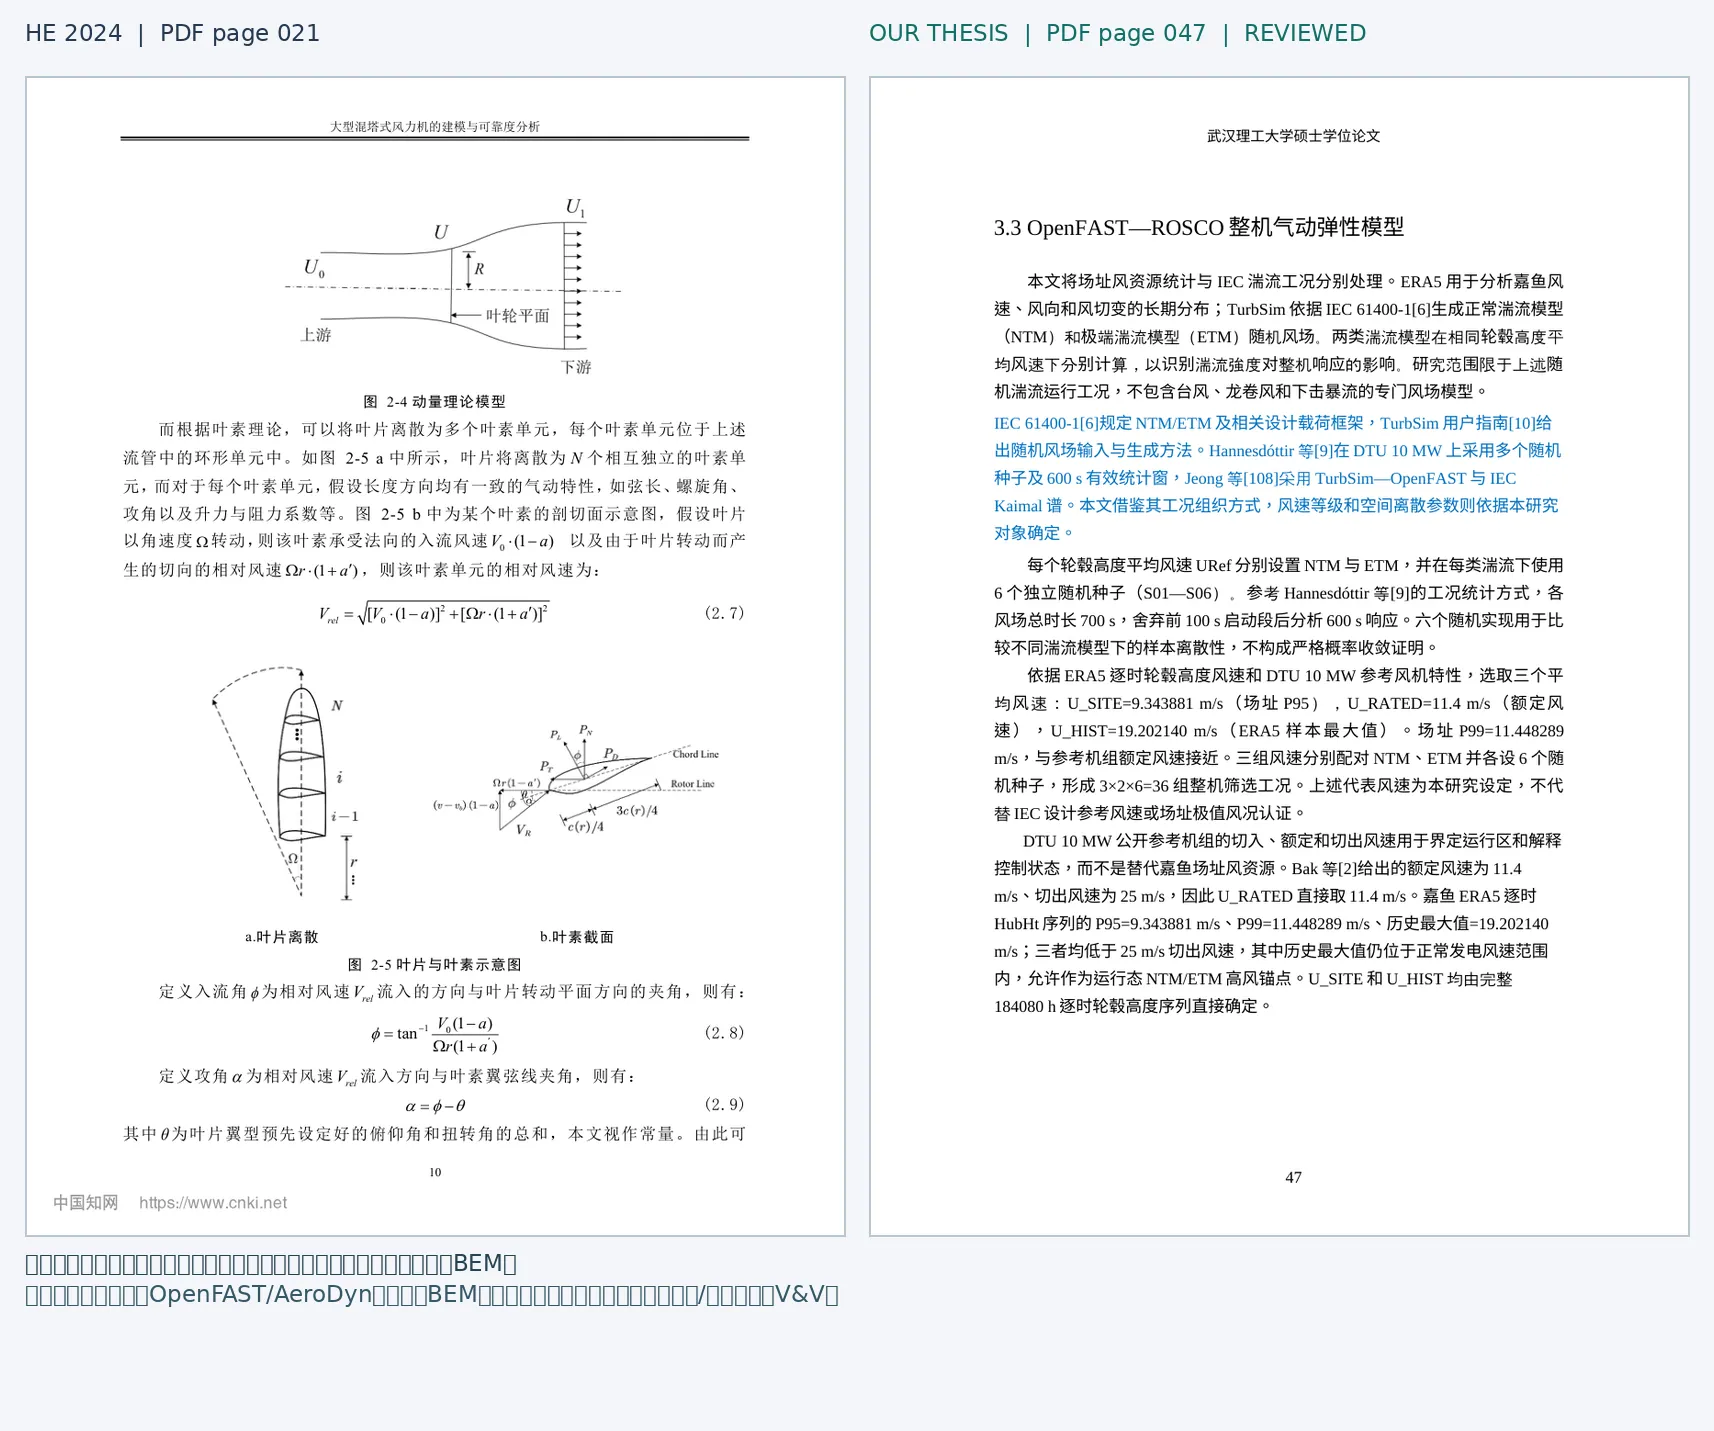 HE 2024 | PDF page 021
大型混塔式风力机的建模与可靠度分析
U₁
U
R
U₀
叶轮平面
上游
下游
图 2-4 动量理论模型
而根据叶素理论，可以将叶片离散为多个叶素单元，每个叶素单元位于上述
流管中的环形单元中。如图 2-5 a 中所示，叶片将离散为 N 个相互独立的叶素单
元，而对于每个叶素单元，假设长度方向均有一致的气动特性，如弦长、螺旋角、
攻角以及升力与阻力系数等。图 2-5 b 中为某个叶素的剖切面示意图，假设叶片
以角速度 Ω 转动，则该叶素承受法向的入流风速 V₀·(1−a) 以及由于叶片转动而产
生的切向的相对风速 Ωr·(1+a′)，则该叶素单元的相对风速为：
V_rel = √([V₀·(1−a)]²+[Ωr·(1+a′)]²) (2.7)
N
i
i−1
r
Ω
P_L
P_N
P_D
P_T
ϕ
Chord Line
Ωr(1−a′)
Rotor Line
(v−v₀)(1−a)
ϕ
3c(r)/4
c(r)/4
V_R
a.叶片离散
b.叶素截面
图 2-5 叶片与叶素示意图
定义入流角 ϕ 为相对风速 V_rel 流入的方向与叶片转动平面方向的夹角，则有：
ϕ = tan⁻¹ V₀(1−a) / Ωr(1+a′) (2.8)
定义攻角 α 为相对风速 V_rel 流入方向与叶素翼弦线夹角，则有：
α = ϕ − θ (2.9)
其中 θ 为叶片翼型预先设定好的俯仰角和扭转角的总和，本文视作常量。由此可
10
中国知网 https://www.cnki.net
OUR THESIS | PDF page 047 | REVIEWED
武汉理工大学硕士学位论文
3.3 OpenFAST—ROSCO 整机气动弹性模型
本文将场址风资源统计与 IEC 湍流工况分别处理。ERA5 用于分析嘉鱼风
速、风向和风切变的长期分布；TurbSim 依据 IEC 61400-1[6]生成正常湍流模型
（NTM）和极端湍流模型（ETM）随机风场。两类湍流模型在相同轮毂高度平
均风速下分别计算，以识别湍流强度对整机响应的影响。研究范围限于上述随
机湍流运行工况，不包含台风、龙卷风和下击暴流的专门风场模型。
IEC 61400-1[6]规定 NTM/ETM 及相关设计载荷框架，TurbSim 用户指南[10]给
出随机风场输入与生成方法。Hannesdóttir 等[9]在 DTU 10 MW 上采用多个随机
种子及 600 s 有效统计窗，Jeong 等[108]采用 TurbSim—OpenFAST 与 IEC
Kaimal 谱。本文借鉴其工况组织方式，风速等级和空间离散参数则依据本研究
对象确定。
每个轮毂高度平均风速 URef 分别设置 NTM 与 ETM，并在每类湍流下使用
6 个独立随机种子（S01—S06）。参考 Hannesdóttir 等[9]的工况统计方式，各
风场总时长 700 s，舍弃前 100 s 启动段后分析 600 s 响应。六个随机实现用于比
较不同湍流模型下的样本离散性，不构成严格概率收敛证明。
依据 ERA5 逐时轮毂高度风速和 DTU 10 MW 参考风机特性，选取三个平
均风速：U_SITE=9.343881 m/s（场址 P95），U_RATED=11.4 m/s（额定风
速），U_HIST=19.202140 m/s（ERA5 样本最大值）。场址 P99=11.448289
m/s，与参考机组额定风速接近。三组风速分别配对 NTM、ETM 并各设 6 个随
机种子，形成 3×2×6=36 组整机筛选工况。上述代表风速为本研究设定，不代
替 IEC 设计参考风速或场址极值风况认证。
DTU 10 MW 公开参考机组的切入、额定和切出风速用于界定运行区和解释
控制状态，而不是替代嘉鱼场址风资源。Bak 等[2]给出的额定风速为 11.4
m/s、切出风速为 25 m/s，因此 U_RATED 直接取 11.4 m/s。嘉鱼 ERA5 逐时
HubHt 序列的 P95=9.343881 m/s、P99=11.448289 m/s、历史最大值=19.202140
m/s；三者均低于 25 m/s 切出风速，其中历史最大值仍位于正常发电风速范围
内，允许作为运行态 NTM/ETM 高风锚点。U_SITE 和 U_HIST 均由完整
184080 h 逐时轮毂高度序列直接确定。
47
BEM
OpenFAST/AeroDyn BEM / V&V